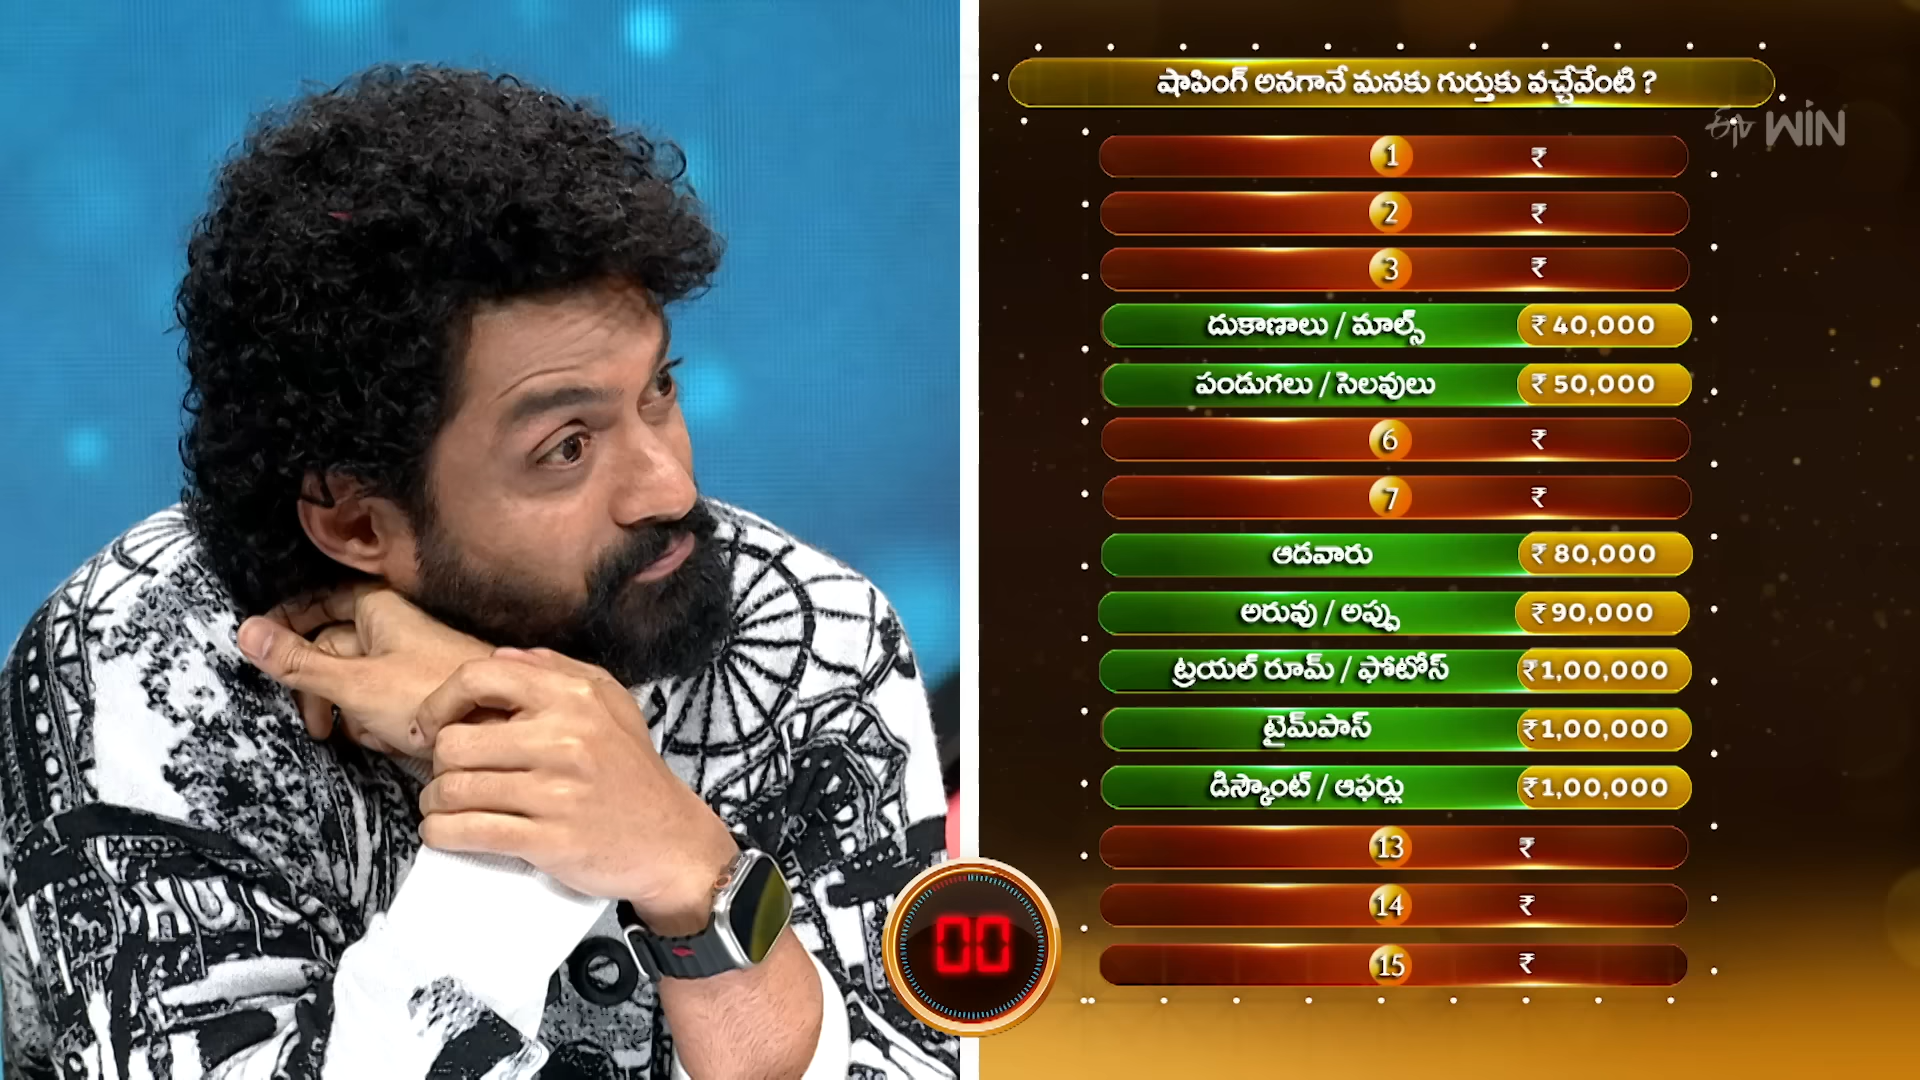 షాపింగ్ అనగానే మనకు గుర్తుకు వచ్చేవేంటి ?
ఈటీవీ WIN
1 ₹
2 ₹
3 ₹
దుకాణాలు / మాల్స్ ₹ 40,000
పండుగలు / సెలవులు ₹ 50,000
6 ₹
7 ₹
ఆడవారు ₹ 80,000
అరువు / అప్పు ₹ 90,000
ట్రయల్ రూమ్ / ఫోటోస్ ₹1,00,000
టైమ్‌పాస్ ₹1,00,000
డిస్కౌంట్ / ఆఫర్లు ₹1,00,000
13 ₹
14 ₹
15 ₹
00